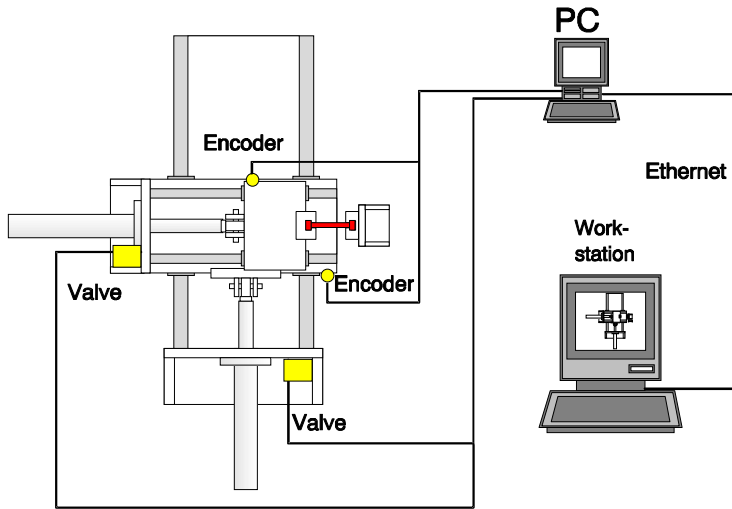 PC
Encoder
Ethernet
Work-
station
Encoder
Valve
Valve